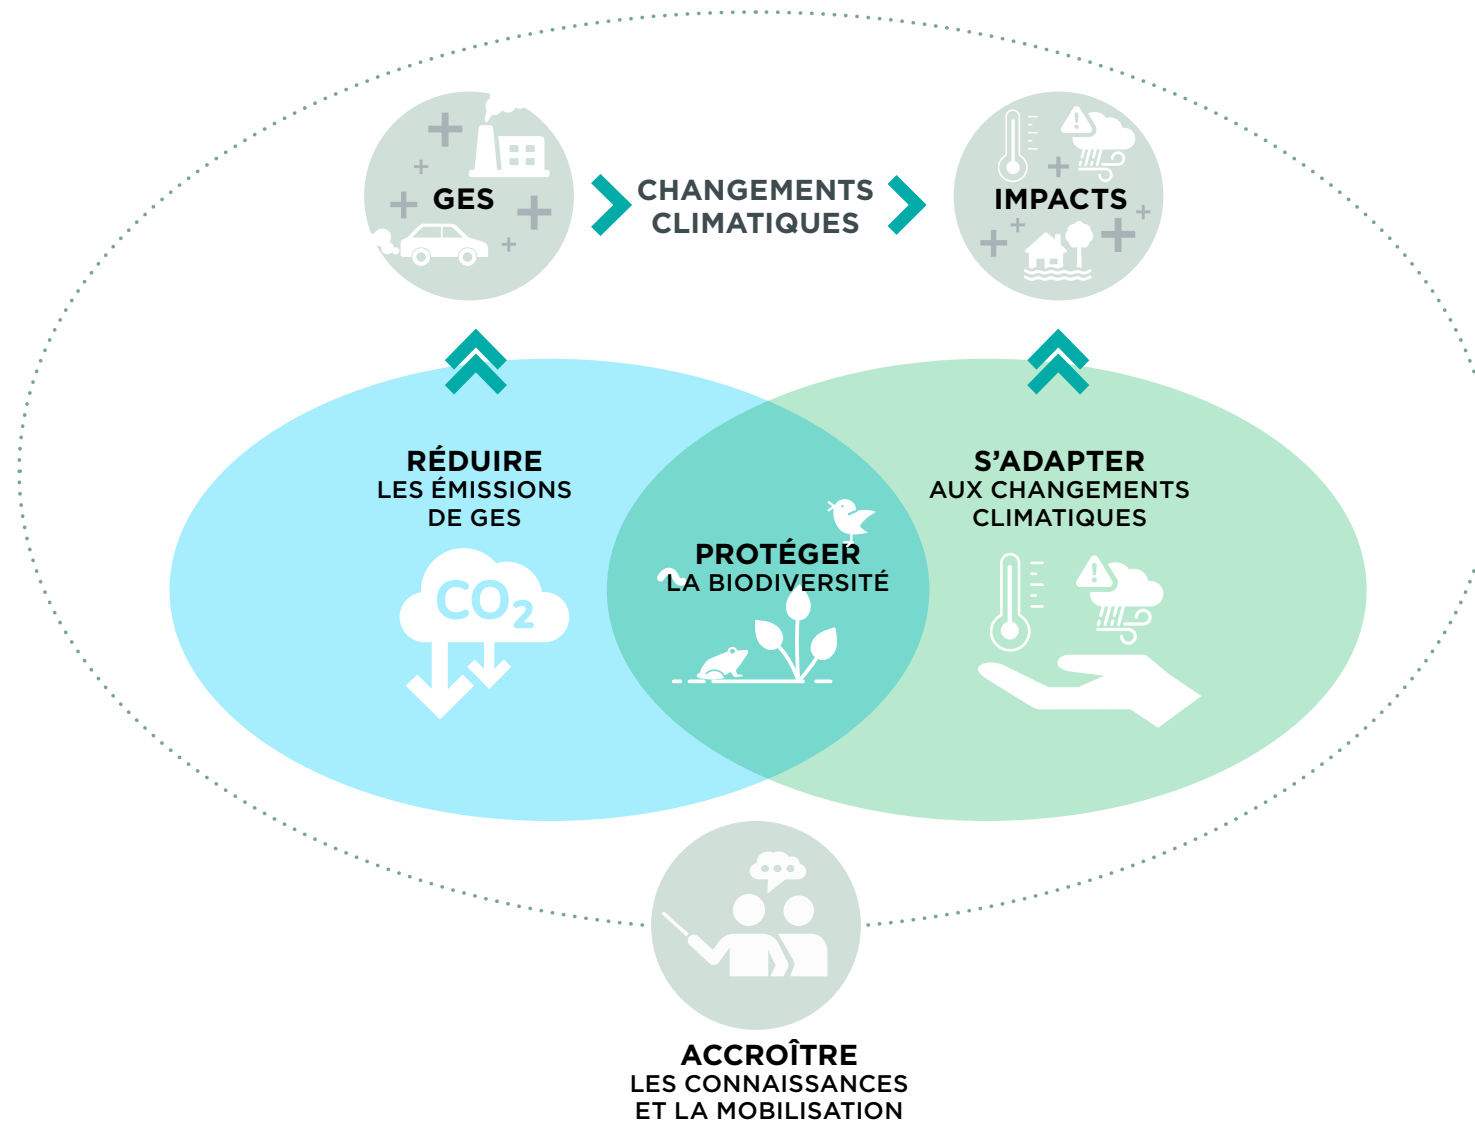 GES
CHANGEMENTS
CLIMATIQUES
IMPACTS
RÉDUIRE
LES ÉMISSIONS
DE GES
CO₂
PROTÉGER
LA BIODIVERSITÉ
S’ADAPTER
AUX CHANGEMENTS
CLIMATIQUES
ACCROÎTRE
LES CONNAISSANCES
ET LA MOBILISATION